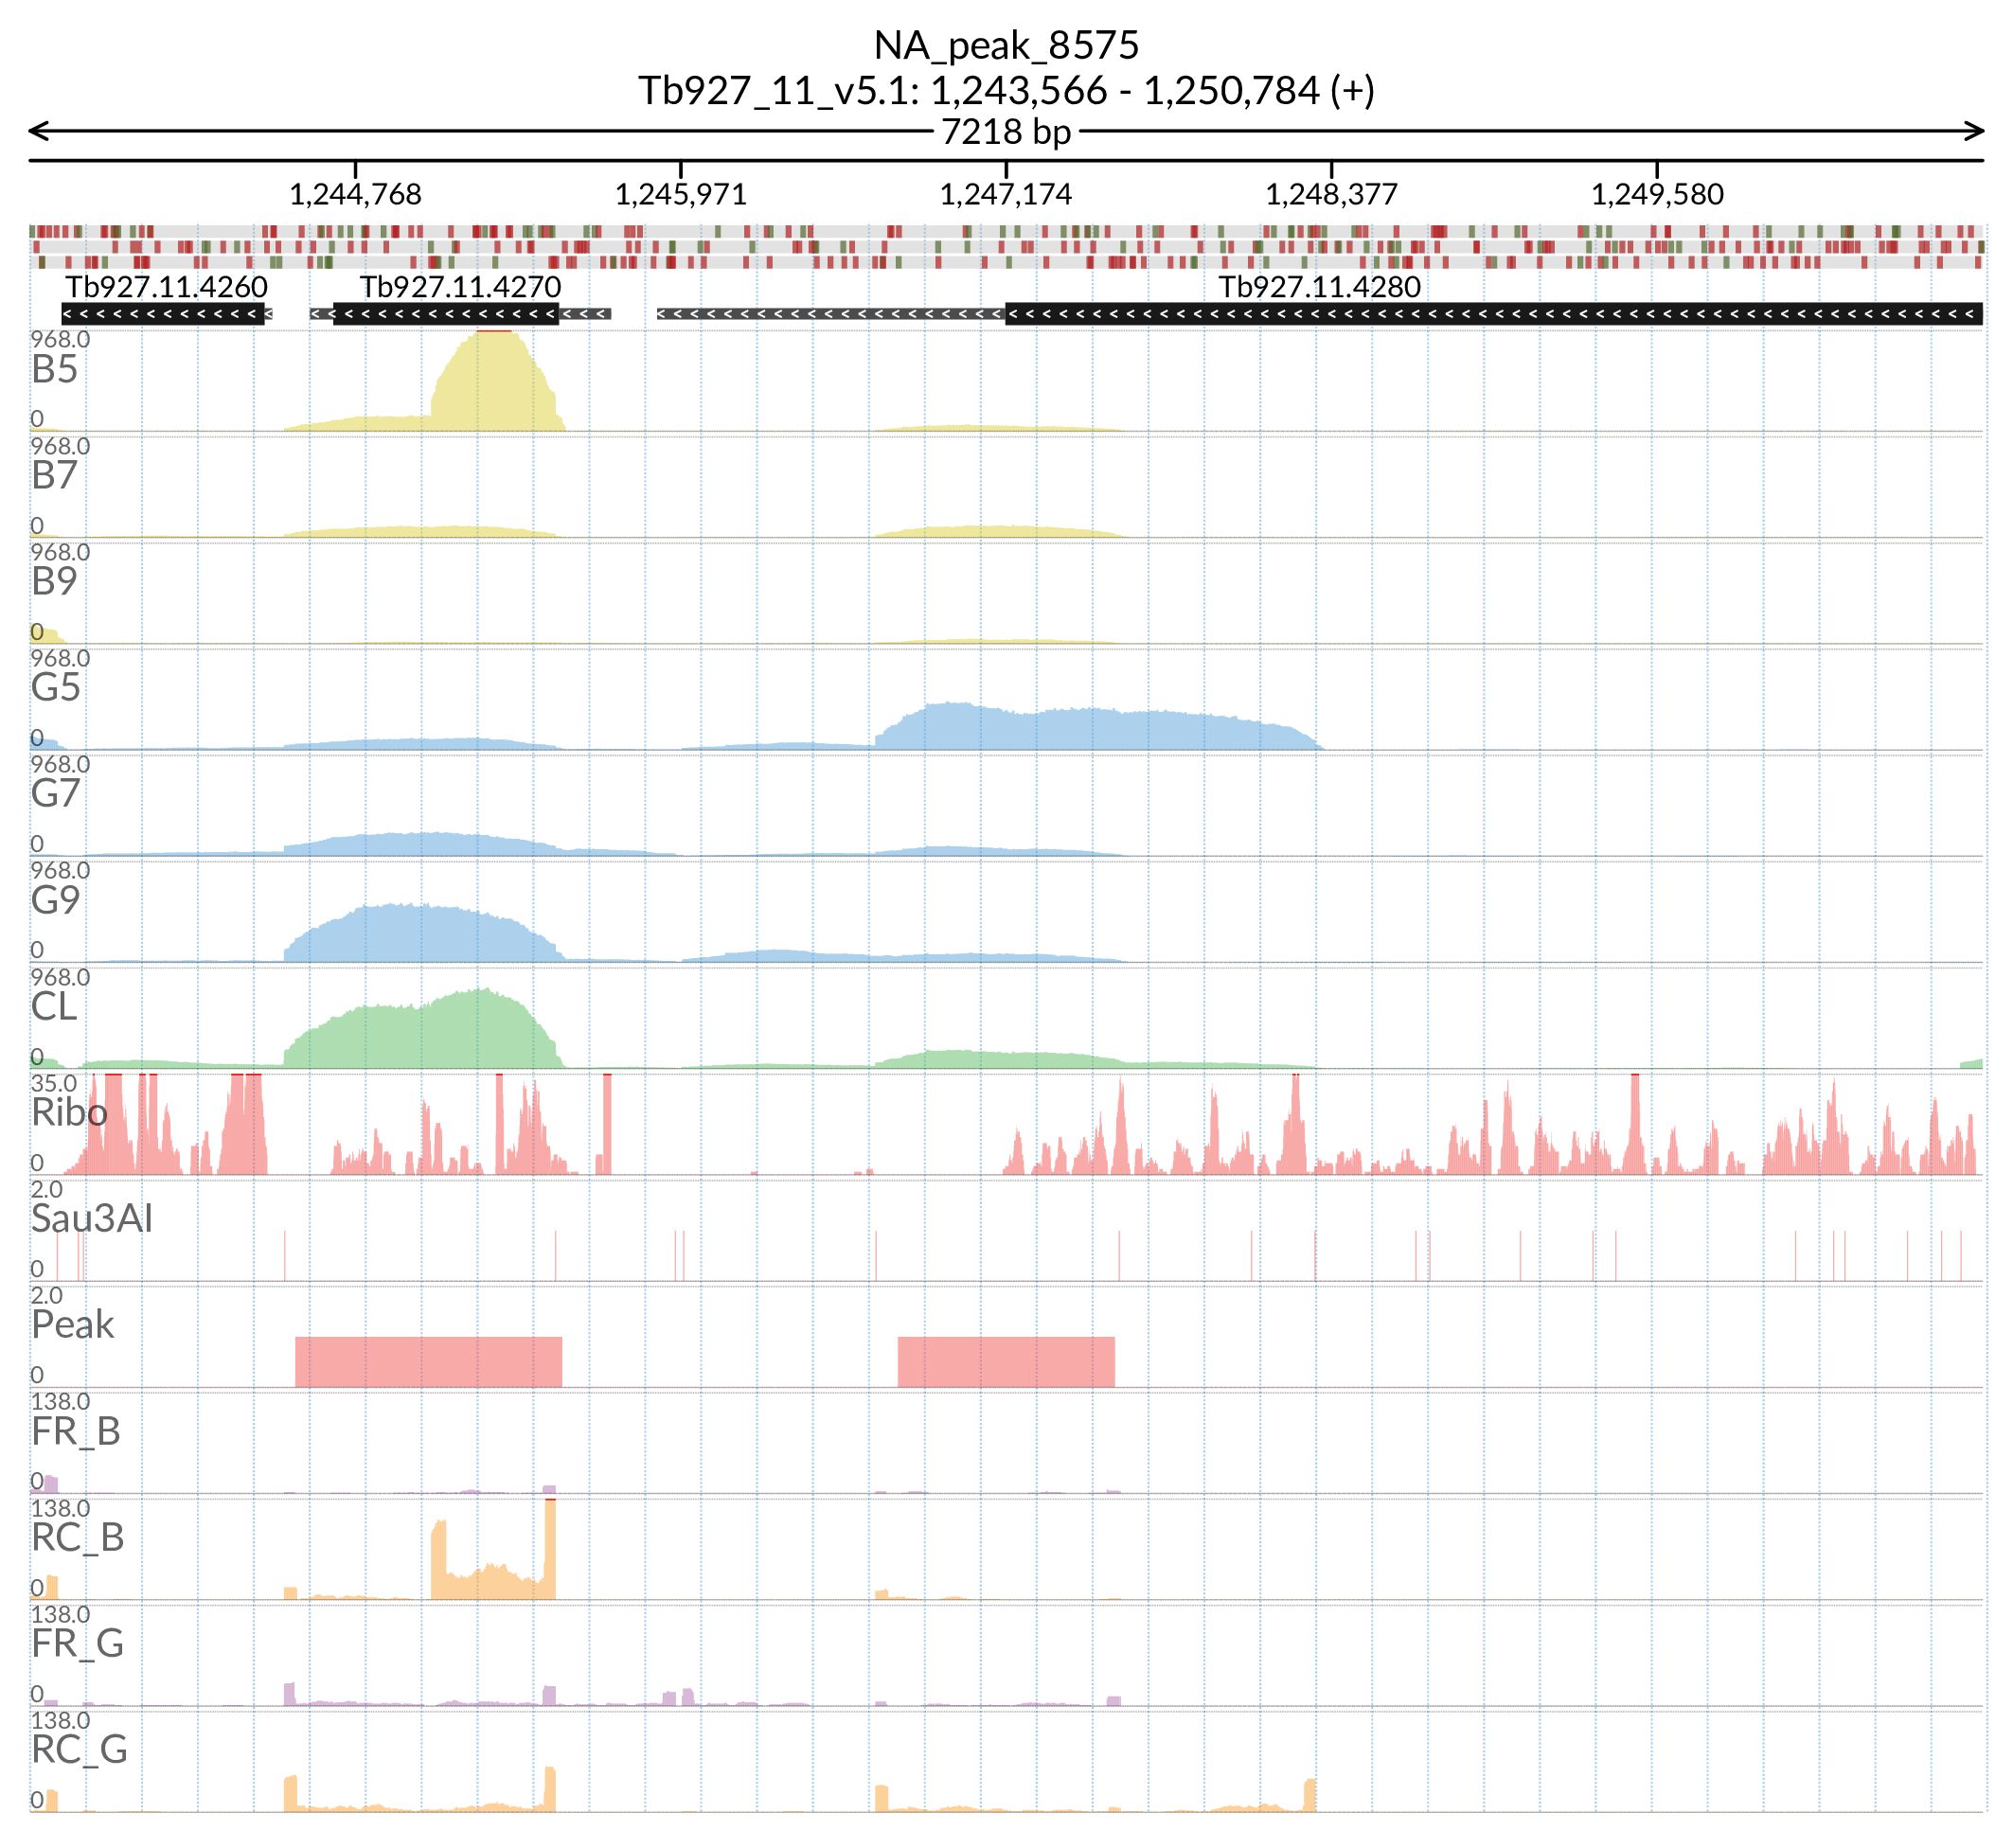 NA_peak_8575
Tb927_11_v5.1: 1,243,566 - 1,250,784 (+)
7218 bp
1,244,768 1,245,971 1,247,174 1,248,377 1,249,580
Tb927.11.4260 Tb927.11.4270 Tb927.11.4280
968.0
B5
0
968.0
B7
0
968.0
B9
0
968.0
G5
0
968.0
G7
0
968.0
G9
0
968.0
CL
0
35.0
Ribo
0
2.0
Sau3AI
0
2.0
Peak
0
138.0
FR_B
0
138.0
RC_B
0
138.0
FR_G
0
138.0
RC_G
0